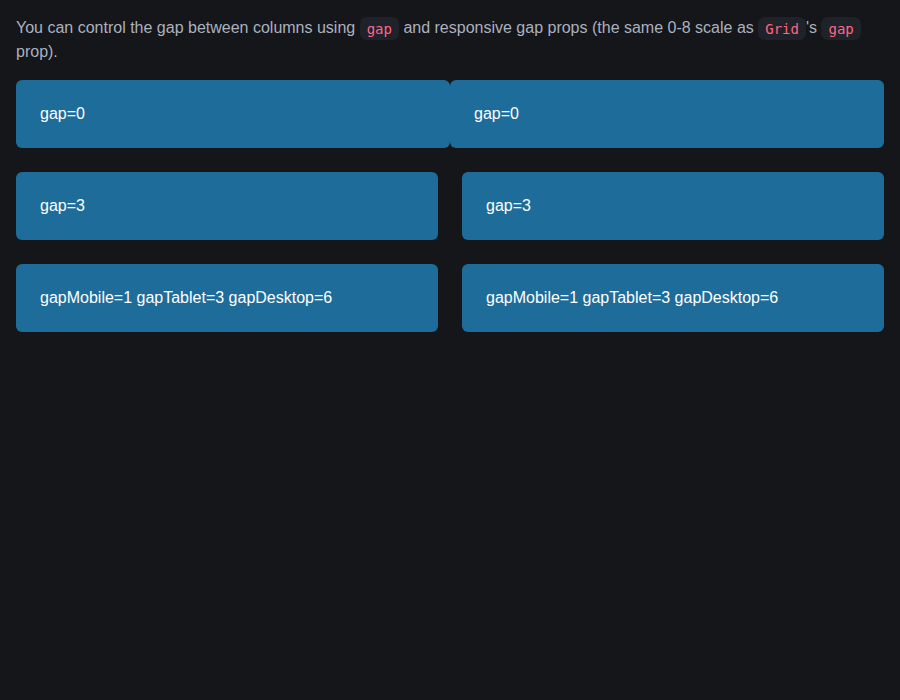 You can control the gap between columns using gap and responsive gap props (the same 0-8 scale as Grid's gap
prop).
gap=0 gap=0
gap=3 gap=3
gapMobile=1 gapTablet=3 gapDesktop=6 gapMobile=1 gapTablet=3 gapDesktop=6